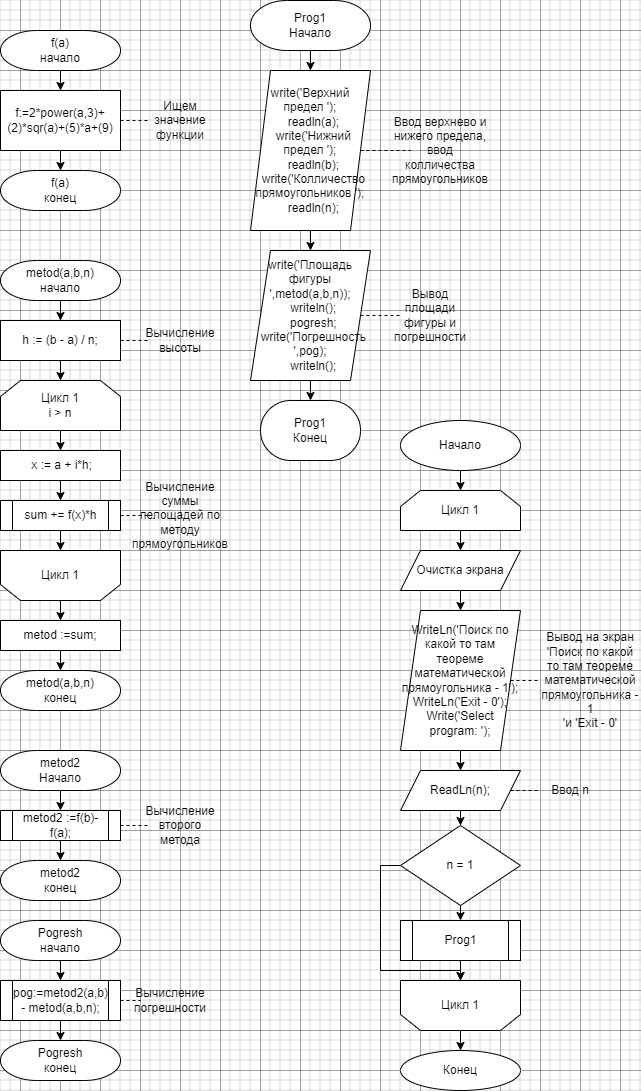 f(a)
начало
f:=2*power(a,3)+
(2)*sqr(a)+(5)*a+(9)
Ищем
значение
функции
f(a)
конец
metod(a,b,n)
начало
h := (b - a) / n;
Вычисление
высоты
Цикл 1
i > n
x := a + i*h;
sum += f(x)*h
Вычисление
суммы
пелощадей по
методу
прямоугольников
Цикл 1
metod :=sum;
metod(a,b,n)
конец
metod2
Начало
metod2 :=f(b)-
f(a);
Вычисление
второго
метода
metod2
конец
Pogresh
начало
pog:=metod2(a,b)
- metod(a,b,n);
Вычисление
погрешности
Pogresh
конец
Prog1
Начало
write('Верхний
предел ');
readln(a);
write('Нижний
предел ');
readln(b);
write('Колличество
прямоугольников ');
readln(n);
Ввод верхнево и
нижего предела,
ввод
колличества
прямоугольников
write('Площадь
фигуры
',metod(a,b,n));
writeln();
pogresh;
write('Погрешность
',pog);
writeln();
Вывод
площади
фигуры и
погрешности
Prog1
Конец
Начало
Цикл 1
Очистка экрана
WriteLn('Поиск по
какой то там
теореме
математической
прямоугольника - 1');
WriteLn('Exit - 0');
Write('Select
program: ');
Вывод на экран
'Поиск по какой
то там теореме
математической
прямоугольника -
1
'и 'Exit - 0'
ReadLn(n);
Ввод n
n = 1
Prog1
Цикл 1
Конец